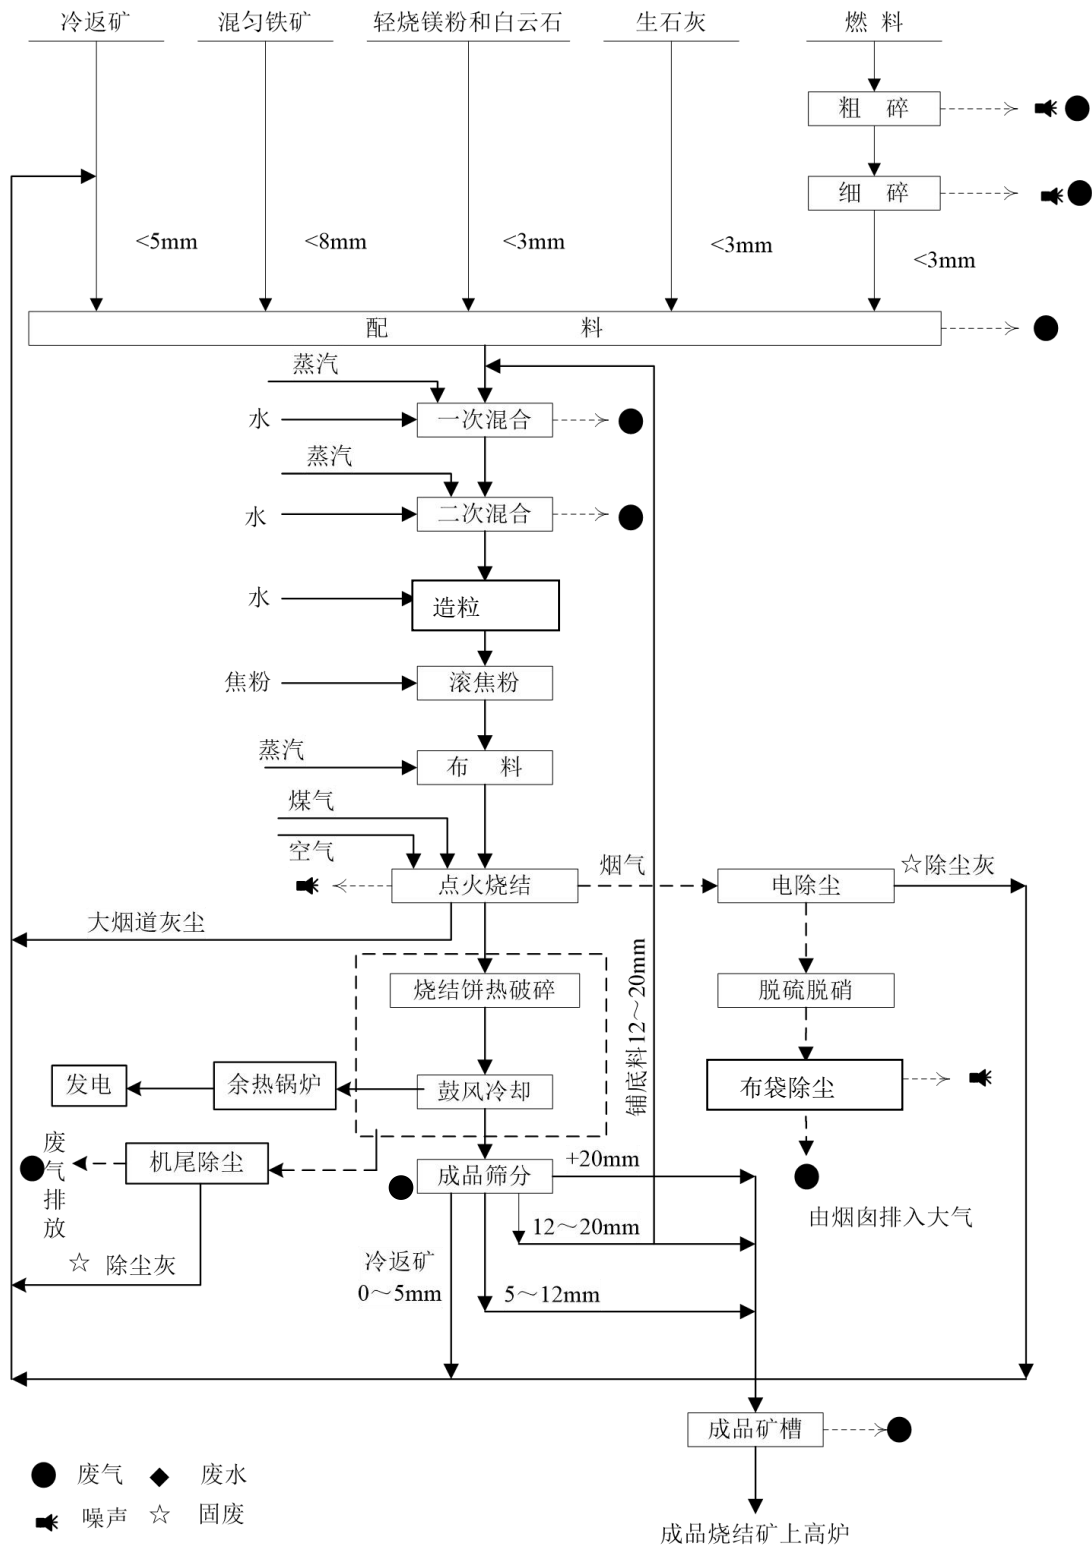 冷返矿
混匀铁矿
轻烧镁粉和白云石
生石灰
燃 料
粗 碎
细 碎
<5mm
<8mm
<3mm
<3mm
<3mm
配 料
蒸汽
水
一次混合
蒸汽
水
二次混合
水
造粒
焦粉
滚焦粉
蒸汽
布 料
煤气
空气
点火烧结
烟气
电除尘
☆除尘灰
大烟道灰尘
烧结饼热破碎
脱硫脱硝
铺底料12～20mm
发电
余热锅炉
鼓风冷却
布袋除尘
废气排放
机尾除尘
成品筛分
+20mm
由烟囱排入大气
12～20mm
☆ 除尘灰
冷返矿
0～5mm
5～12mm
成品矿槽
废气
废水
噪声
☆ 固废
成品烧结矿上高炉